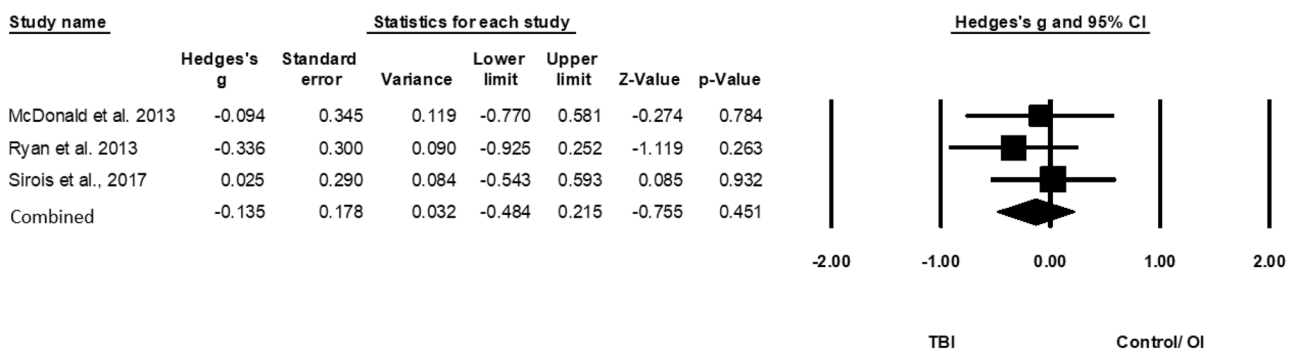 Study name Statistics for each study Hedges's g and 95% CI
Hedges's Standard Lower Upper
g error Variance limit limit Z-Value p-Value
McDonald et al. 2013 -0.094 0.345 0.119 -0.770 0.581 -0.274 0.784
Ryan et al. 2013 -0.336 0.300 0.090 -0.925 0.252 -1.119 0.263
Sirois et al., 2017 0.025 0.290 0.084 -0.543 0.593 0.085 0.932
Combined -0.135 0.178 0.032 -0.484 0.215 -0.755 0.451
-2.00 -1.00 0.00 1.00 2.00
TBI Control/ OI